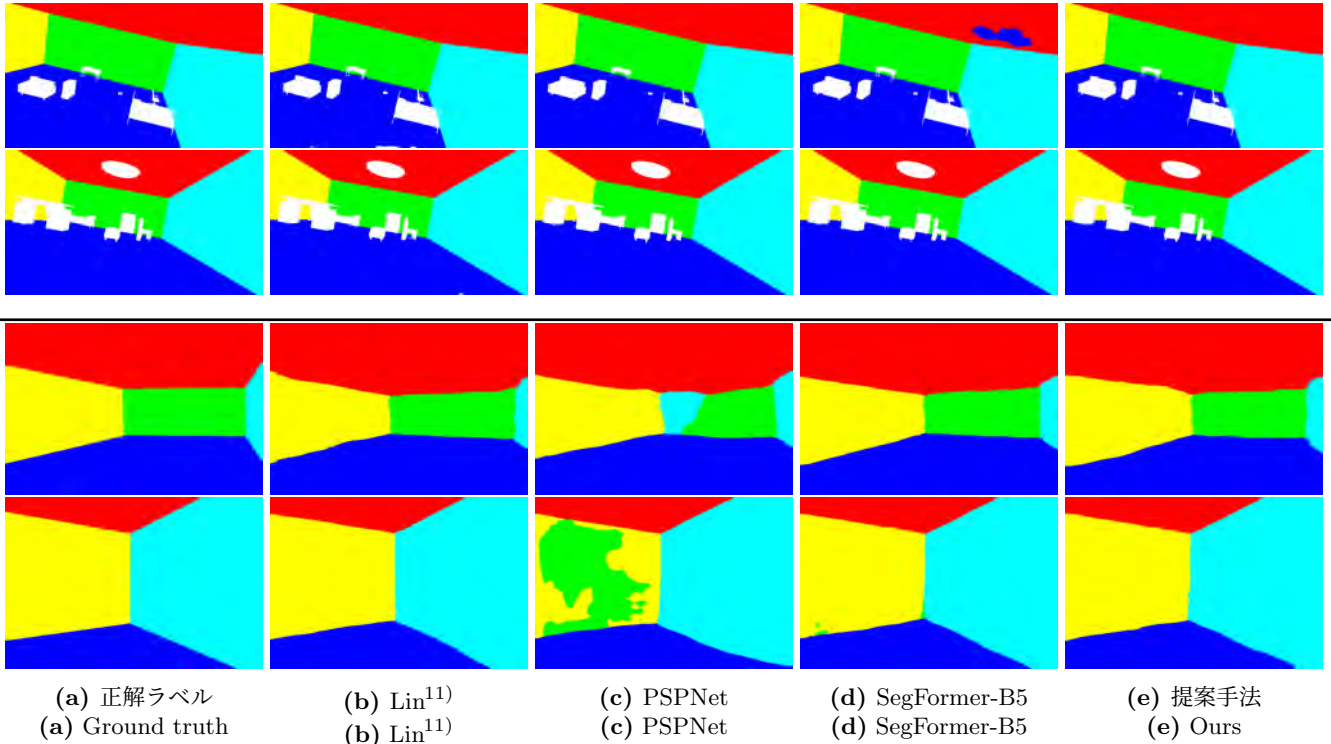 (a) 正解ラベル (b) Lin11) (c) PSPNet (d) SegFormer-B5 (e) 提案手法
(a) Ground truth (b) Lin11) (c) PSPNet (d) SegFormer-B5 (e) Ours